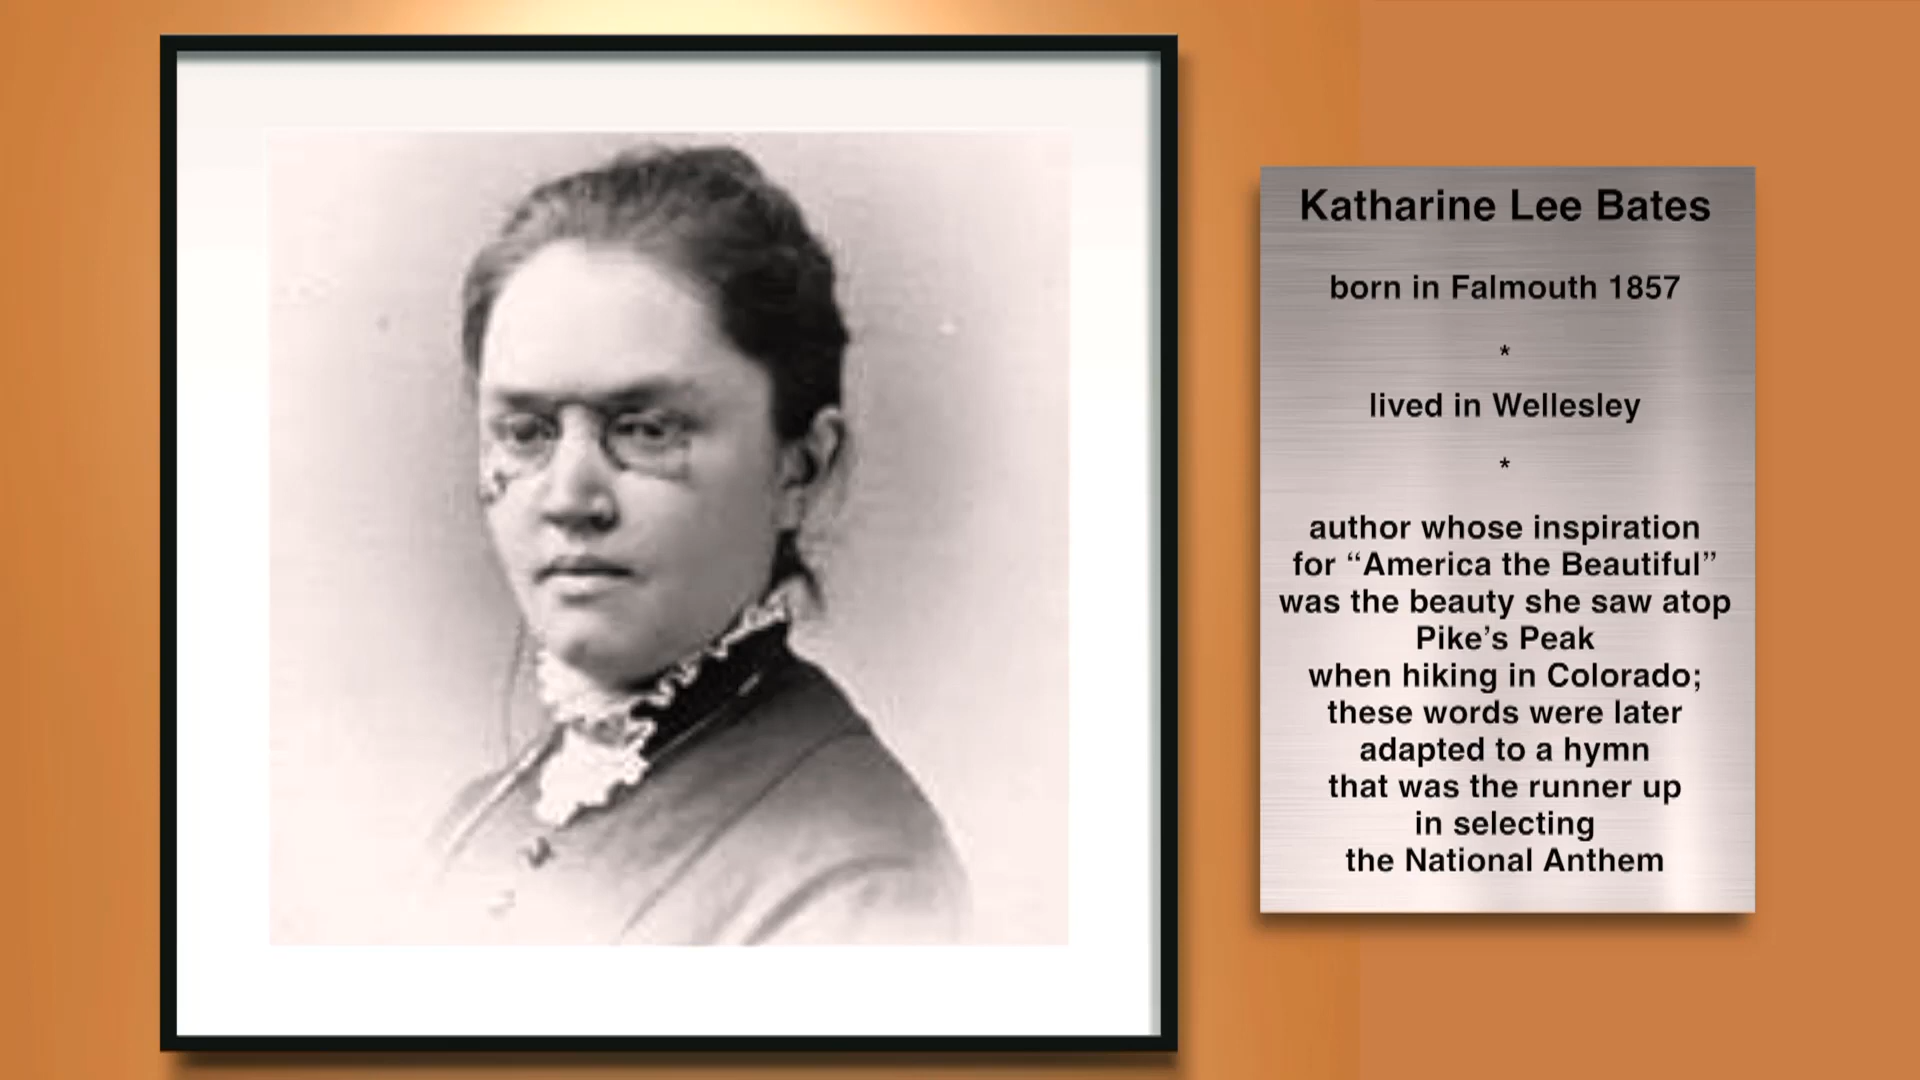 Katharine Lee Bates
born in Falmouth 1857
*
lived in Wellesley
*
author whose inspiration
for “America the Beautiful”
was the beauty she saw atop
Pike’s Peak
when hiking in Colorado;
these words were later
adapted to a hymn
that was the runner up
in selecting
the National Anthem